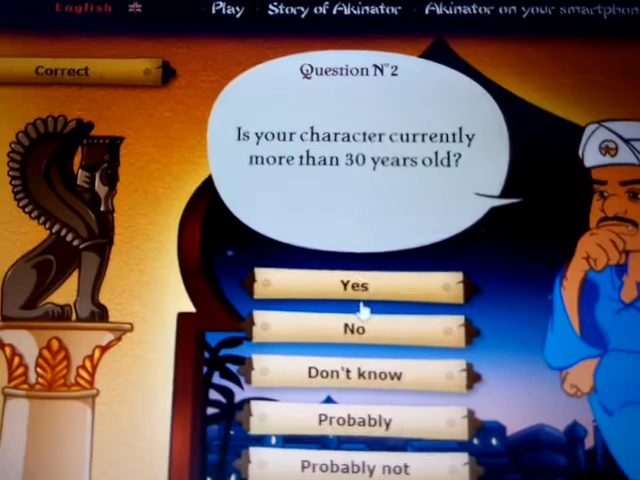 English Play Story of Akinator Akinator on your smartphon
Correct
Question N°2
Is your character currently
more than 30 years old?
Yes
No
Don't know
Probably
Probably not